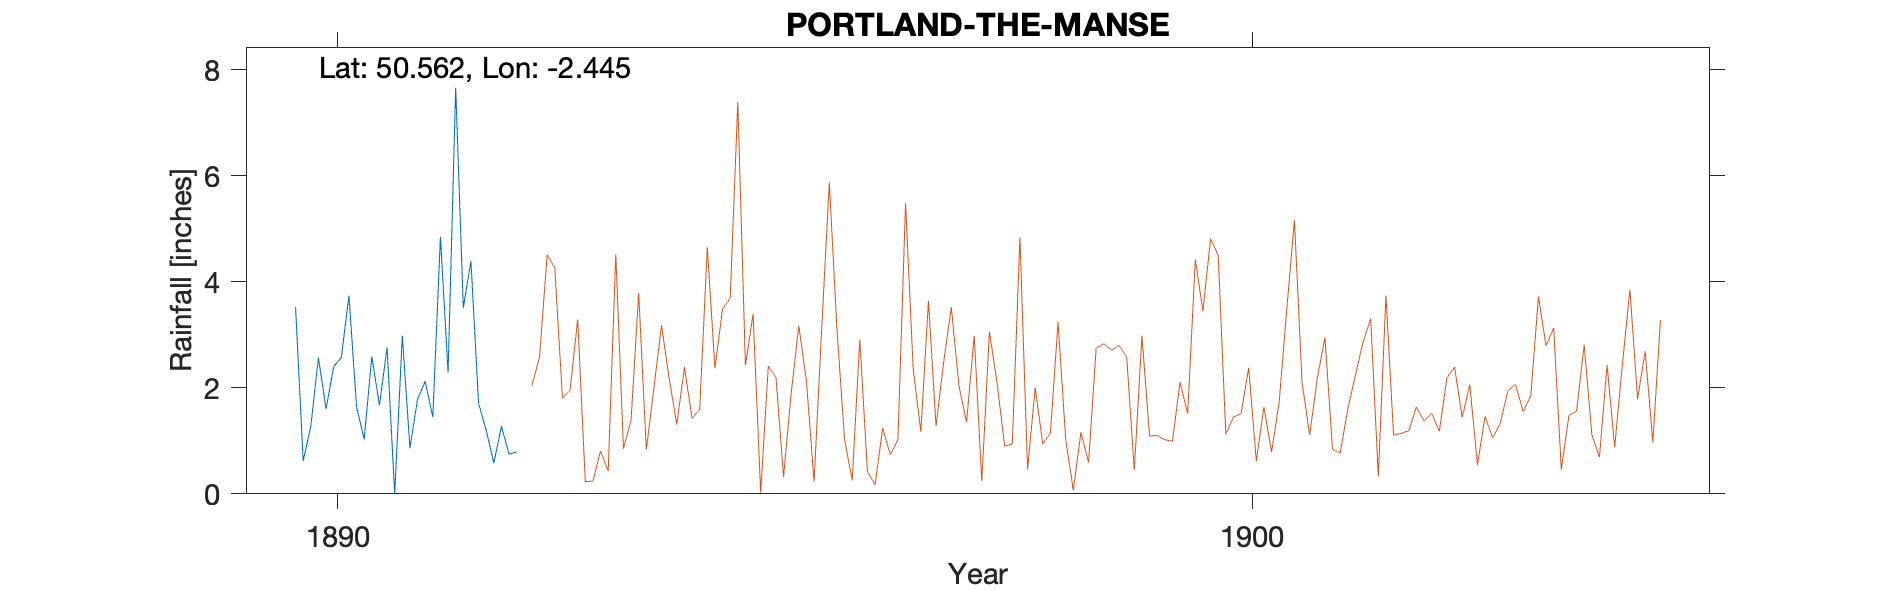 PORTLAND-THE-MANSE
Lat: 50.562, Lon: -2.445
8
6
4
2
0
Rainfall [inches]
1890
1900
Year